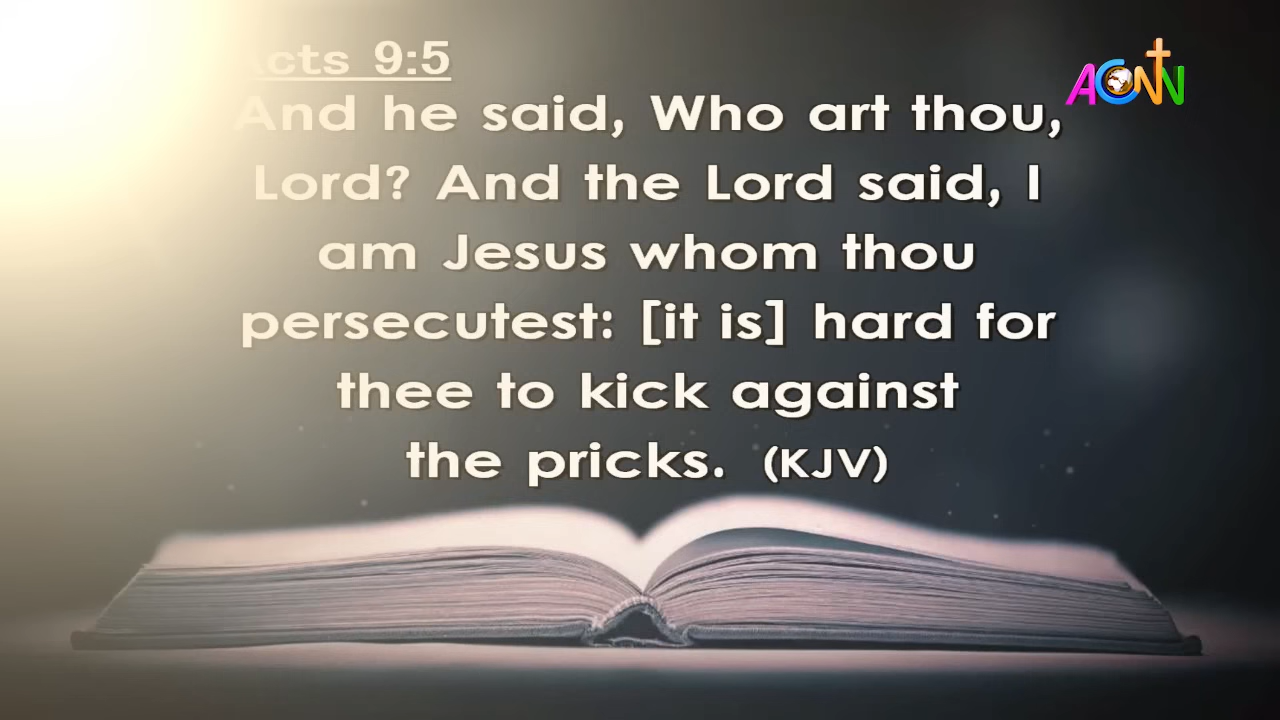 Acts 9:5
And he said, Who art thou,
Lord? And the Lord said, I
am Jesus whom thou
persecutest: [it is] hard for
thee to kick against
the pricks. (KJV)
ACNN